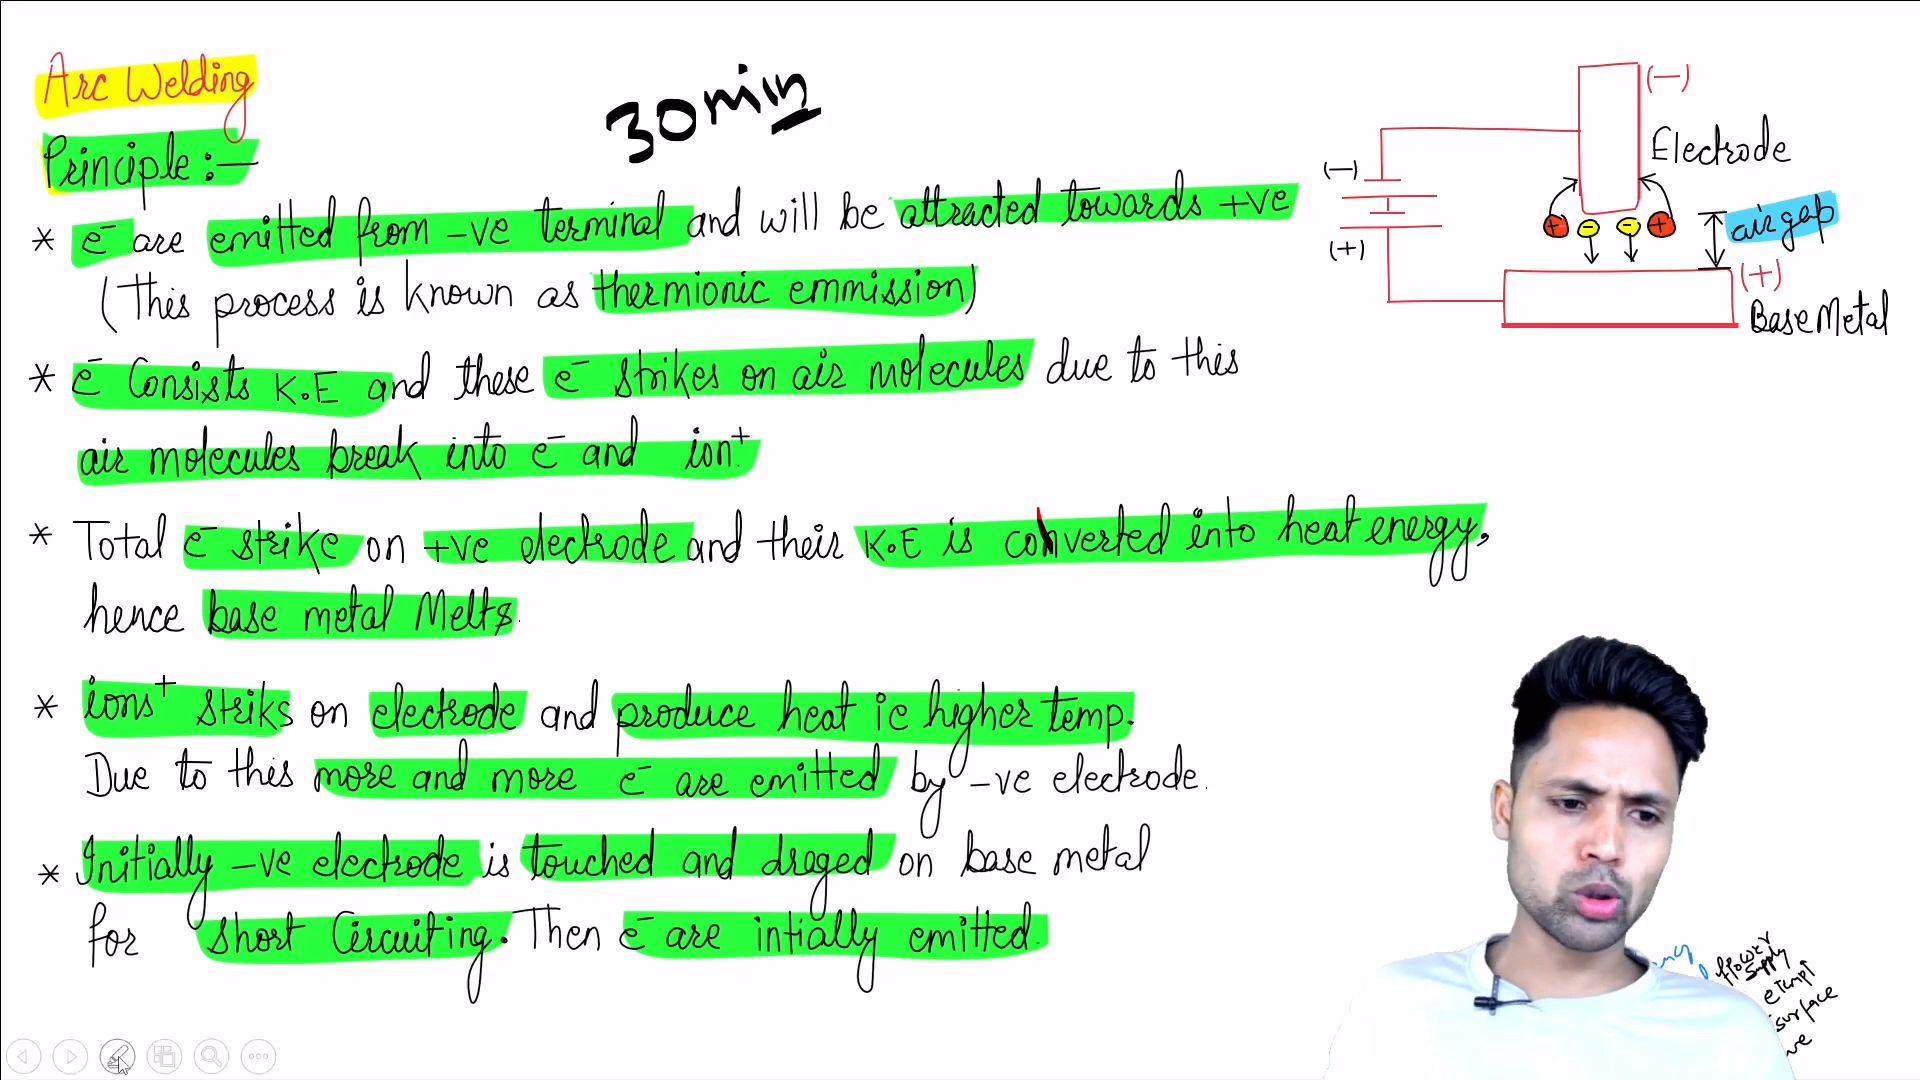 Arc Welding
30 min
Principle :-
* e⁻ are emitted from -ve terminal and will be attracted towards +ve
(This process is known as thermionic emmission)
* e⁻ Consists K.E and these e⁻ strikes on air molecules due to this
air molecules break into e⁻ and ion⁺.
* Total e⁻ strike on +ve electrode and their K.E is converted into heat energy,
hence base metal Melts.
* ions⁺ striks on electrode and produce heat ie higher temp.
Due to this more and more e⁻ are emitted by -ve electrode.
* Initially -ve electrode is touched and draged on base metal
for short Circuiting. Then e⁻ are intially emitted.
(-)
Electrode
(-)
+ - - +
air gap
(+)
(+)
Base Metal
Supply
surface